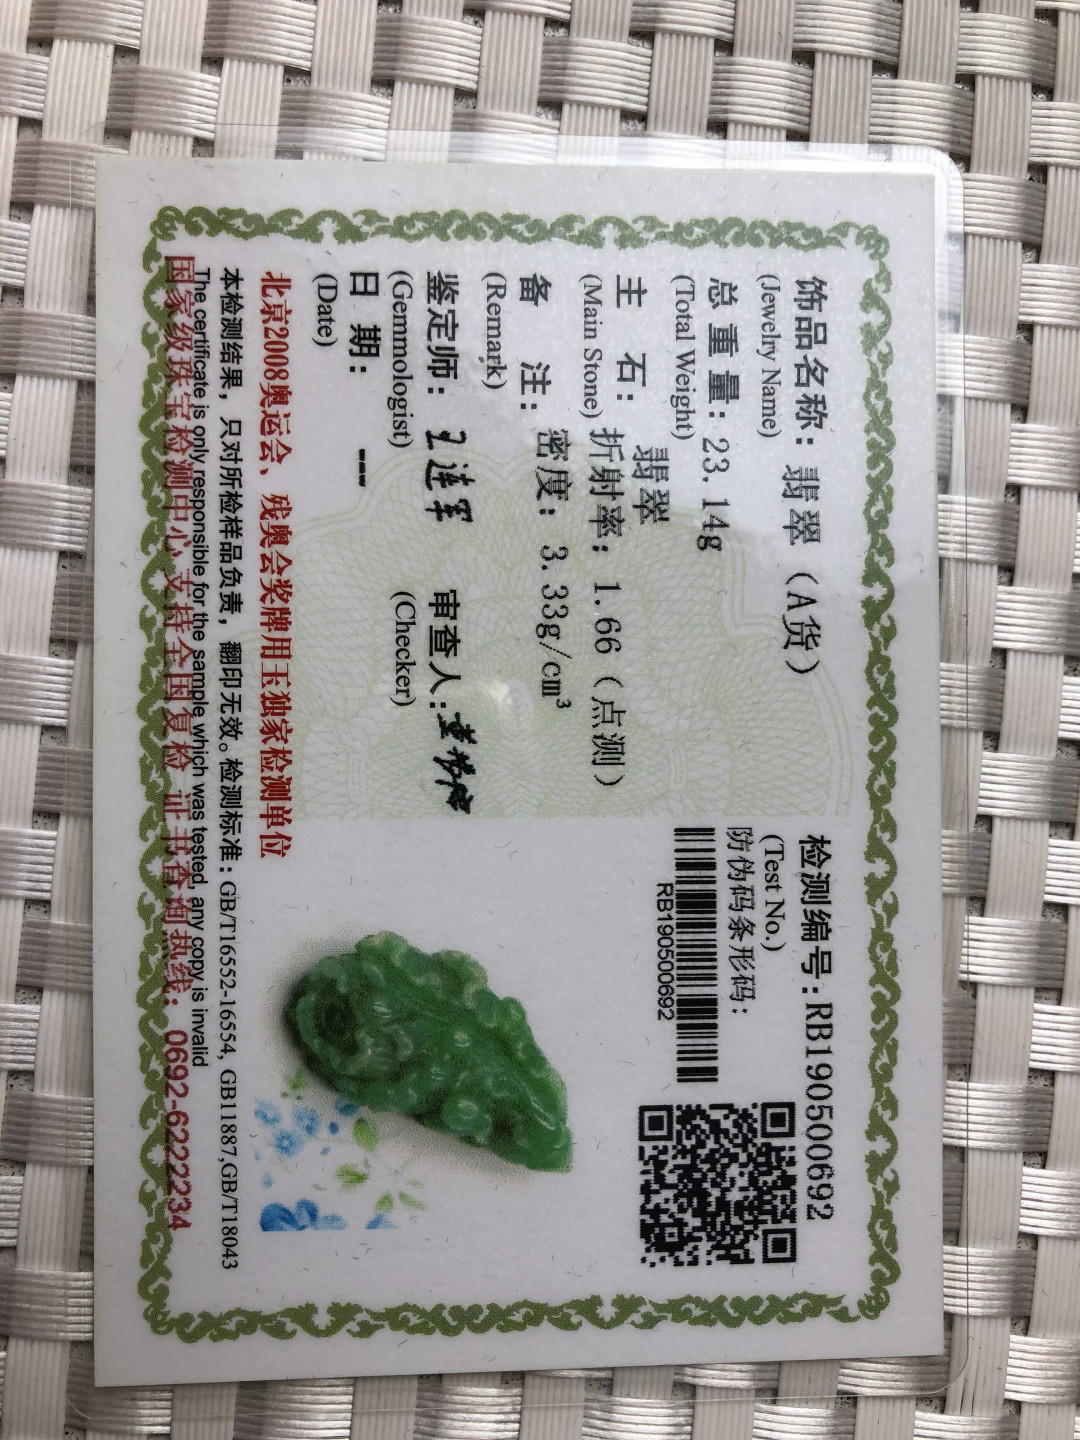 饰品名称：翡翠（A货）
(Jewelry Name)
总 重 量：23.14g
(Total Weight)
主 石：翡翠
(Main Stone)
折射率：1.66（点测）
备 注：密度：3.33g/cm³
(Remark)
鉴定师：王连军 审查人：
(Gemmologist) (Checker)
日 期：---
(Date)
检测编号：RB190500692
(Test No.)
防伪码条形码：
RB190500692
北京2008奥运会、残奥会奖牌用玉独家检测单位
本检测结果，只对所检样品负责，翻印无效。检测标准：GB/T16552-16554, GB11887,GB/T18043
The certificate is only responsible for the sample which was tested, any copy is invalid
国家级珠宝检测中心 支持全国复检 证书查询热线：0692-6222234